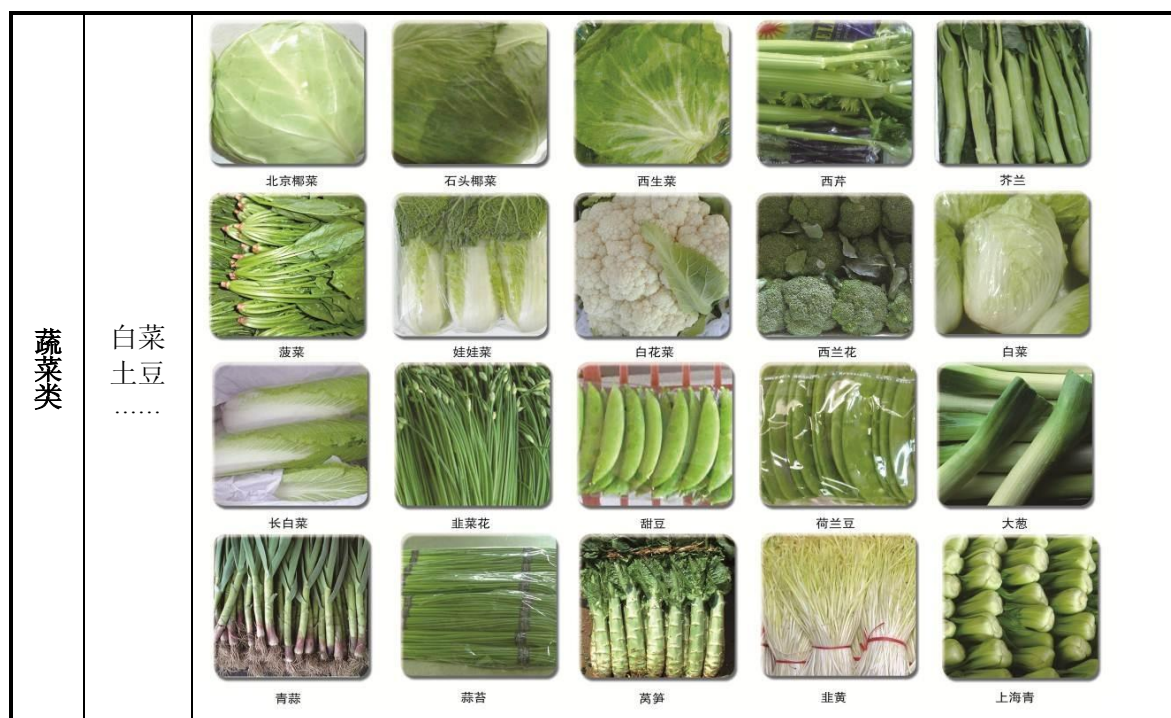 蔬菜类
白菜
土豆
……
北京椰菜
石头椰菜
西生菜
西芹
芥兰
菠菜
娃娃菜
白花菜
西兰花
白菜
长白菜
韭菜花
甜豆
荷兰豆
大葱
青蒜
蒜苔
莴笋
韭黄
上海青